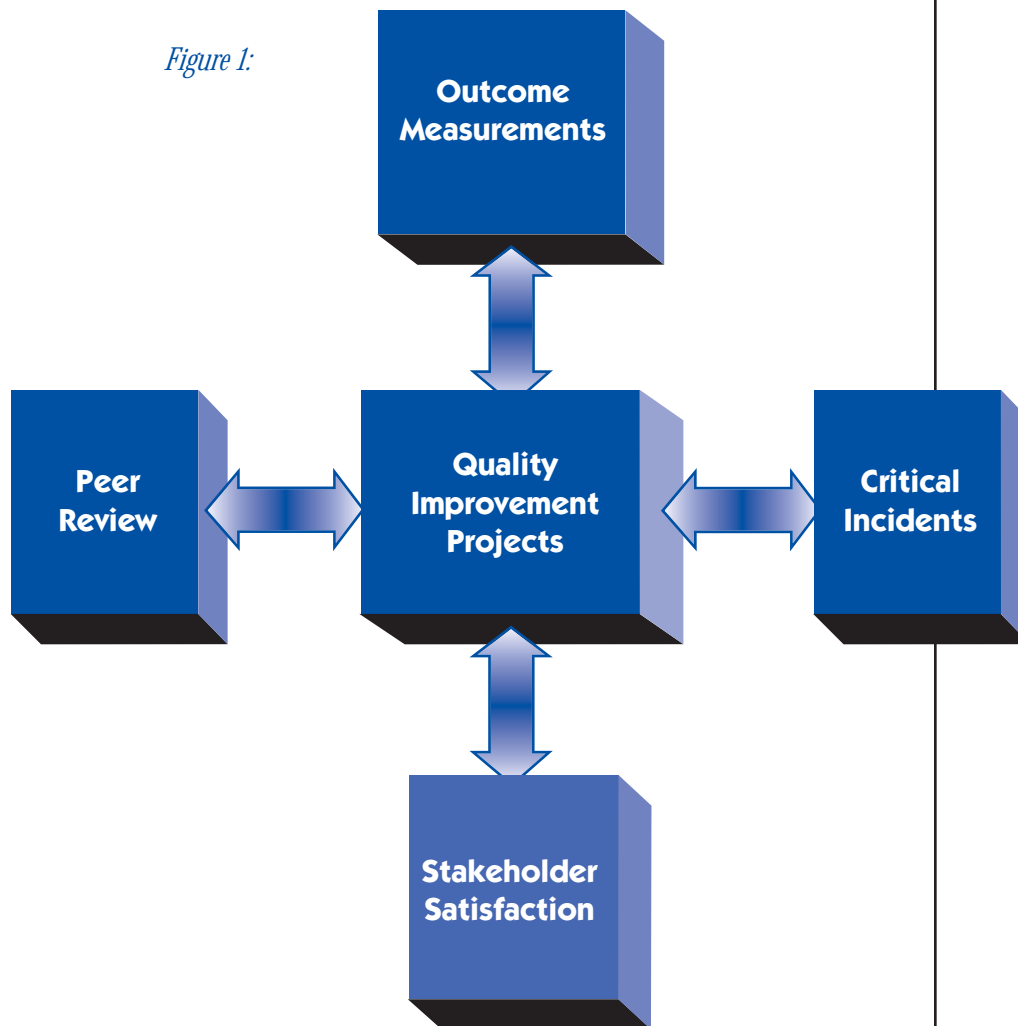 Figure 1:
Outcome
Measurements
Peer
Review
Quality
Improvement
Projects
Critical
Incidents
Stakeholder
Satisfaction